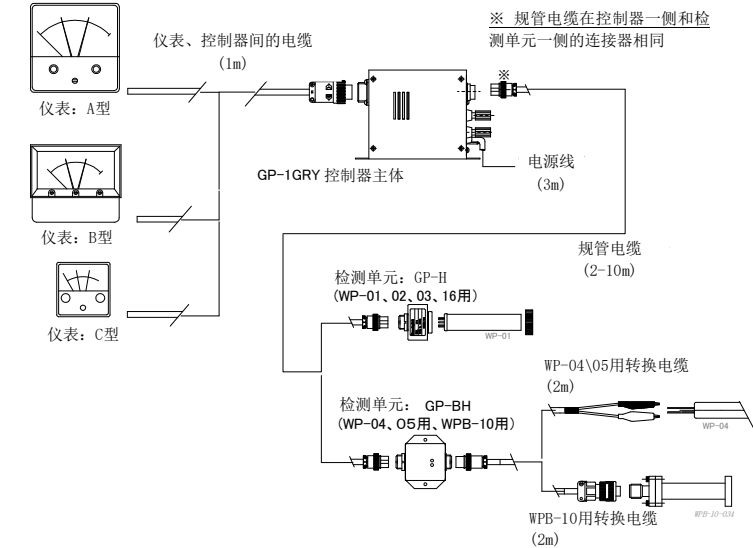 ※ 规管电缆在控制器一侧和检
测单元一侧的连接器相同
仪表、控制器间的电缆
(1m)
※
仪表: A型
GP-1GRY 控制器主体
电源线
(3m)
仪表: B型
规管电缆
(2-10m)
检测单元: GP-H
(WP-01、02、03、16用)
WP-01
仪表: C型
WP-04\05用转换电缆
(2m)
检测单元: GP-BH
(WP-04、05用、WPB-10用)
WP-04
WPB-10-034
WPB-10用转换电缆
(2m)